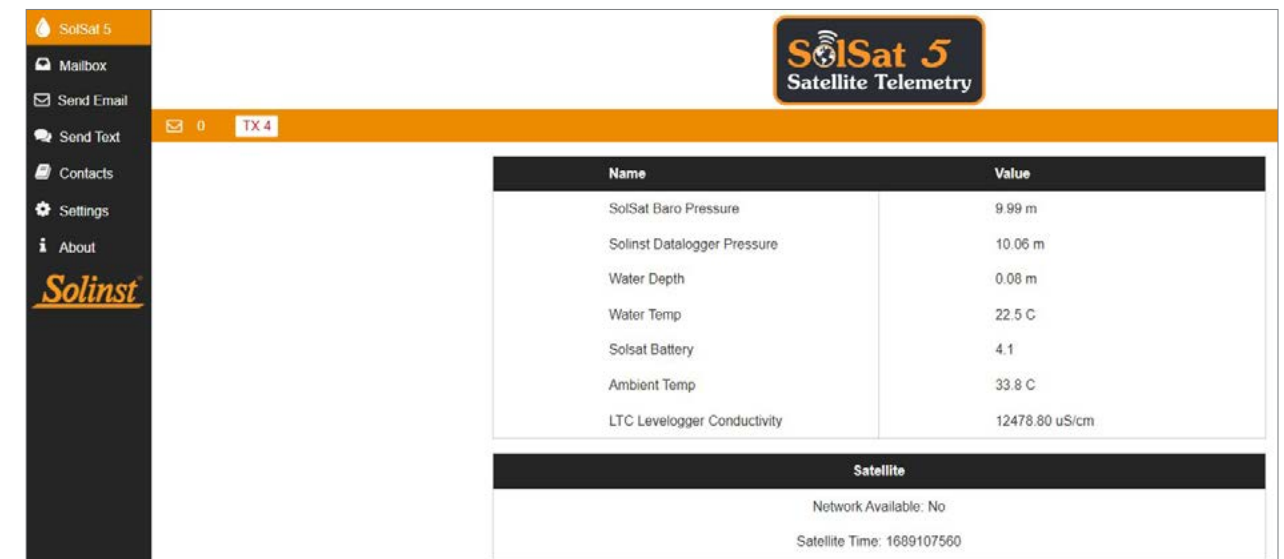 SolSat 5
Mailbox
Send Email
Send Text
Contacts
Settings
About
Solinst®
SolSat 5
Satellite Telemetry
0 TX 4
Name Value
SolSat Baro Pressure 9.99 m
Solinst Datalogger Pressure 10.06 m
Water Depth 0.08 m
Water Temp 22.5 C
Solsat Battery 4.1
Ambient Temp 33.8 C
LTC Levelogger Conductivity 12478.80 uS/cm
Satellite
Network Available: No
Satellite Time: 1689107560